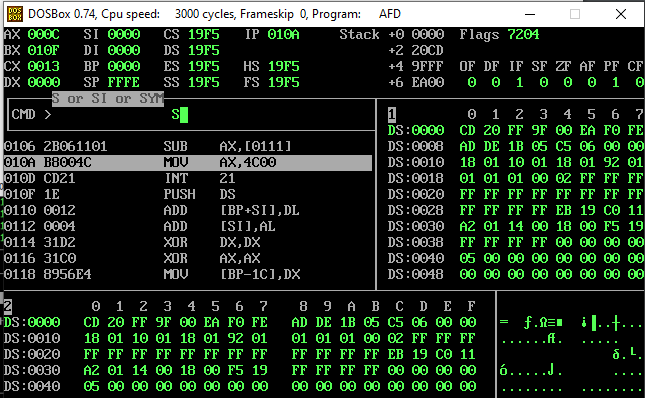 DOSBox 0.74, Cpu speed: 3000 cycles, Frameskip 0, Program: AFD
AX 000C SI 0000 CS 19F5 IP 010A Stack +0 0000 Flags 7204
BX 010F DI 0000 DS 19F5 +2 20CD
CX 0013 BP 0000 ES 19F5 HS 19F5 +4 9FFF OF DF IF SF ZF AF PF CF
DX 0000 SP FFFE SS 19F5 FS 19F5 +6 EA00 0 0 1 0 0 0 1 0
S or SI or SYM
CMD > S
1 0 1 2 3 4 5 6 7
DS:0000 CD 20 FF 9F 00 EA F0 FE
0106 2B061101 SUB AX,[0111] DS:0008 AD DE 1B 05 C5 06 00 00
010A B8004C MOV AX,4C00 DS:0010 18 01 10 01 18 01 92 01
010D CD21 INT 21 DS:0018 01 01 01 00 02 FF FF FF
010F 1E PUSH DS DS:0020 FF FF FF FF FF FF FF FF
0110 0012 ADD [BP+SI],DL DS:0028 FF FF FF FF EB 19 C0 11
0112 0004 ADD [SI],AL DS:0030 A2 01 14 00 18 00 F5 19
0114 31D2 XOR DX,DX DS:0038 FF FF FF FF 00 00 00 00
0116 31C0 XOR AX,AX DS:0040 05 00 00 00 00 00 00 00
0118 8956E4 MOV [BP-1C],DX DS:0048 00 00 00 00 00 00 00 00
2 0 1 2 3 4 5 6 7 8 9 A B C D E F
DS:0000 CD 20 FF 9F 00 EA F0 FE AD DE 1B 05 C5 06 00 00
DS:0010 18 01 10 01 18 01 92 01 01 01 01 00 02 FF FF FF
DS:0020 FF FF FF FF FF FF FF FF FF FF FF FF EB 19 C0 11
DS:0030 A2 01 14 00 18 00 F5 19 FF FF FF FF 00 00 00 00
DS:0040 05 00 00 00 00 00 00 00 00 00 00 00 00 00 00 00